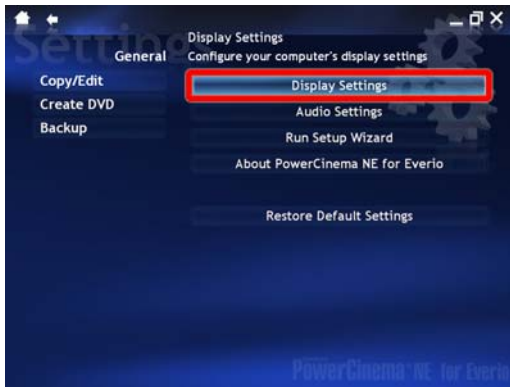 Settings
Display Settings
General
Configure your computer's display settings
Copy/Edit
Create DVD
Backup
Display Settings
Audio Settings
Run Setup Wizard
About PowerCinema NE for Everio
Restore Default Settings
PowerCinema NE for Everio